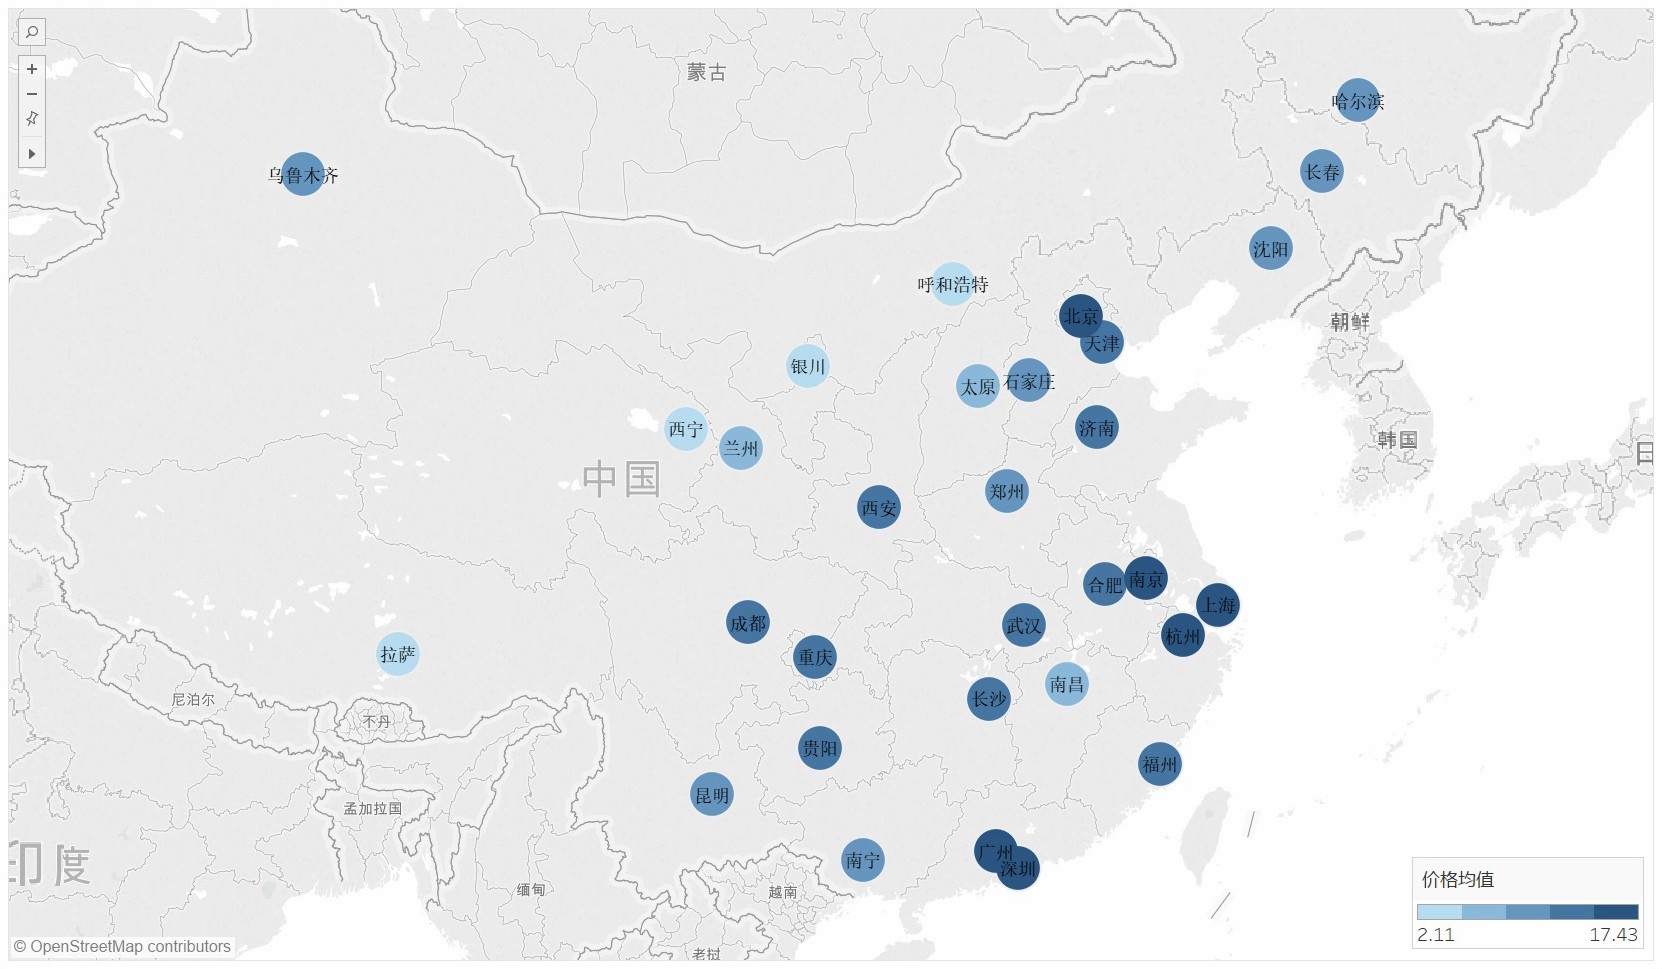 蒙古
哈尔滨
长春
乌鲁木齐
沈阳
呼和浩特
北京
天津
朝鲜
银川
太原
石家庄
西宁
兰州
济南
韩国
日
中国
郑州
西安
合肥
南京
上海
成都
武汉
杭州
拉萨
重庆
南昌
尼泊尔
长沙
不丹
贵阳
福州
昆明
孟加拉国
印度
南宁
广州
深圳
缅甸
越南
老挝
价格均值
2.11 17.43
© OpenStreetMap contributors